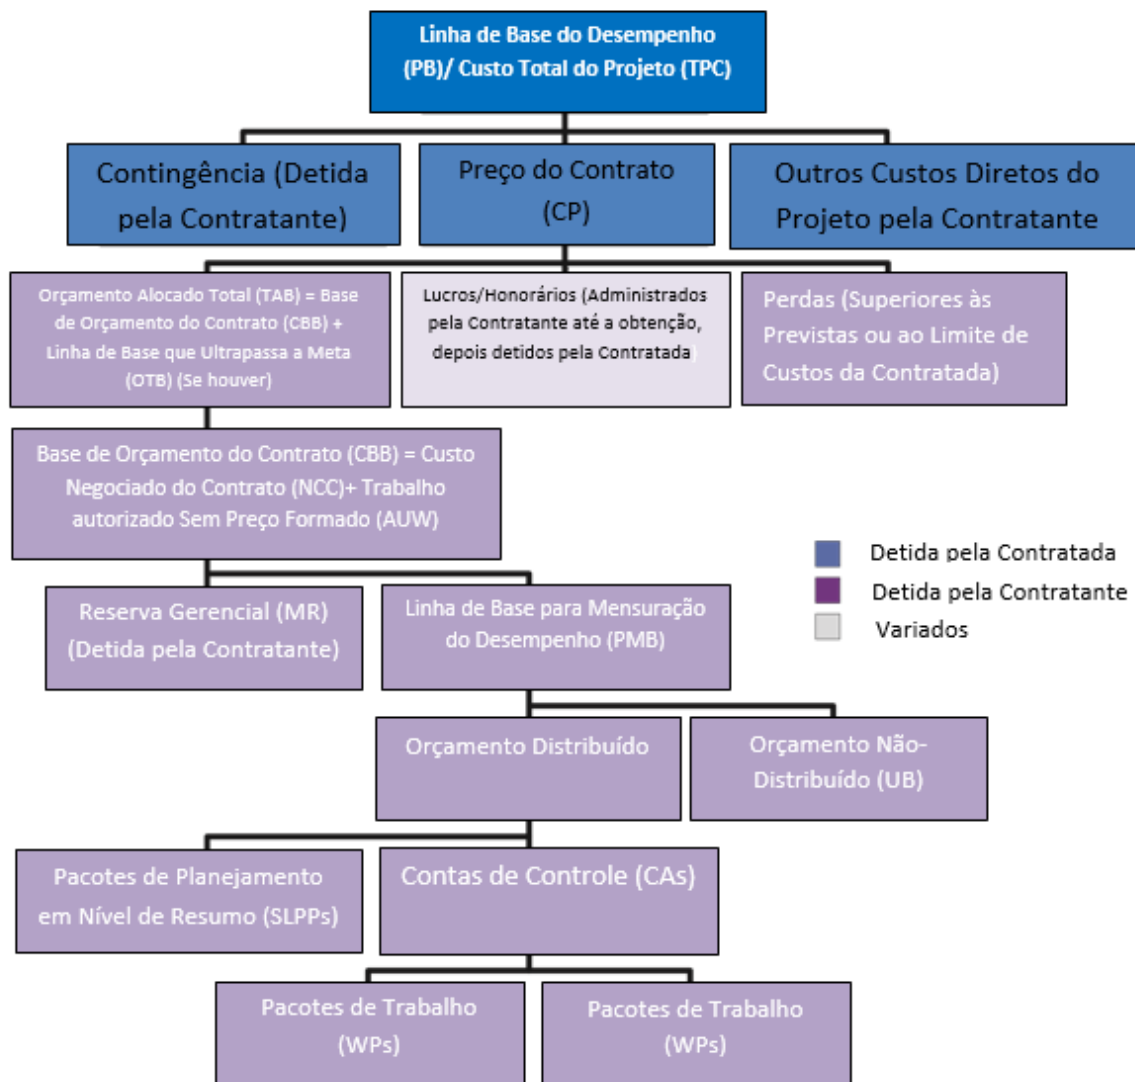 Linha de Base do Desempenho
(PB)/ Custo Total do Projeto (TPC)
Contingência (Detida
pela Contratante)
Preço do Contrato
(CP)
Outros Custos Diretos do
Projeto pela Contratante
Orçamento Alocado Total (TAB) = Base
de Orçamento do Contrato (CBB) +
Linha de Base que Ultrapassa a Meta
(OTB) (Se houver)
Lucros/Honorários (Administrados
pela Contratante até a obtenção,
depois detidos pela Contratada)
Perdas (Superiores às
Previstas ou ao Limite de
Custos da Contratada)
Base de Orçamento do Contrato (CBB) = Custo
Negociado do Contrato (NCC)+ Trabalho
autorizado Sem Preço Formado (AUW)
Detida pela Contratada
Detida pela Contratante
Variados
Reserva Gerencial (MR)
(Detida pela Contratante)
Linha de Base para Mensuração
do Desempenho (PMB)
Orçamento Distribuído
Orçamento Não-
Distribuído (UB)
Pacotes de Planejamento
em Nível de Resumo (SLPPs)
Contas de Controle (CAs)
Pacotes de Trabalho
(WPs)
Pacotes de Trabalho
(WPs)